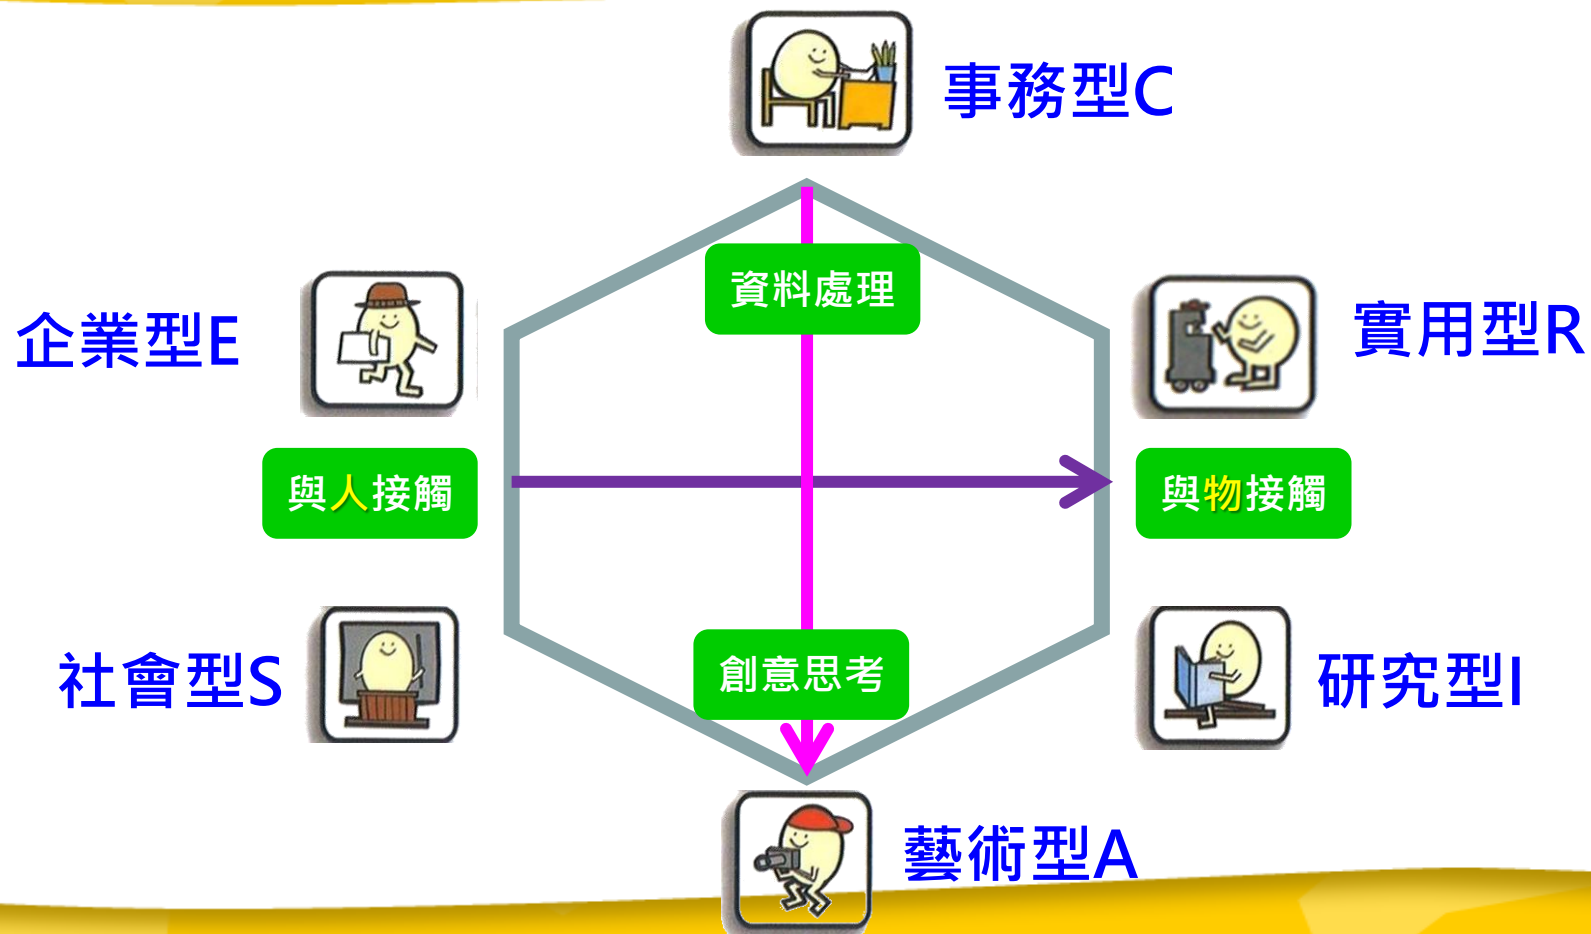 事務型C
資料處理
企業型E
實用型R
與人接觸
與物接觸
社會型S
創意思考
研究型I
藝術型A